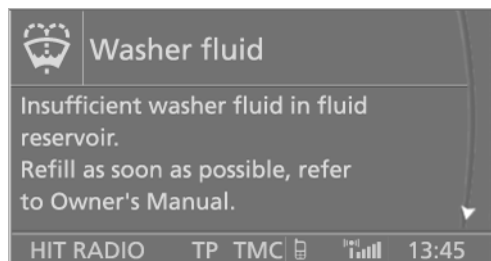 Washer fluid
Insufficient washer fluid in fluid
reservoir.
Refill as soon as possible, refer
to Owner's Manual.
HIT RADIO TP TMC 13:45